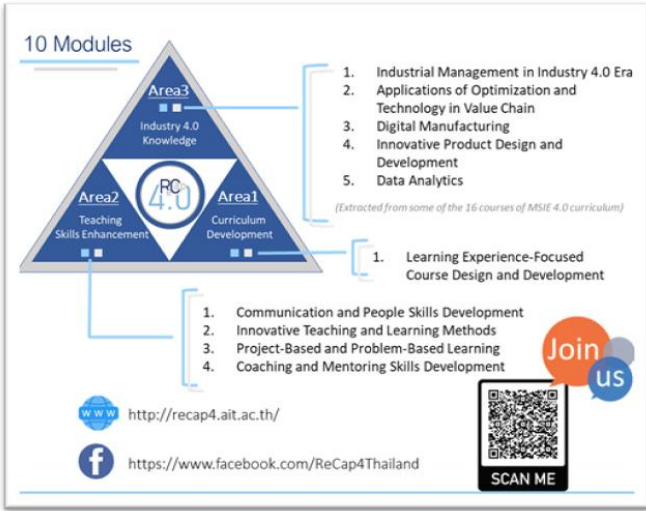 10 Modules
Area3
Industry 4.0
Knowledge
RC
4.0
Area2
Teaching
Skills Enhancement
Area1
Curriculum
Development
1. Industrial Management in Industry 4.0 Era
2. Applications of Optimization and
Technology in Value Chain
3. Digital Manufacturing
4. Innovative Product Design and
Development
5. Data Analytics
(Extracted from some of the 16 courses of MSIE 4.0 curriculum)
1. Learning Experience-Focused
Course Design and Development
1. Communication and People Skills Development
2. Innovative Teaching and Learning Methods
3. Project-Based and Problem-Based Learning
4. Coaching and Mentoring Skills Development
Join
us
www
http://recap4.ait.ac.th/
f
https://www.facebook.com/ReCap4Thailand
SCAN ME